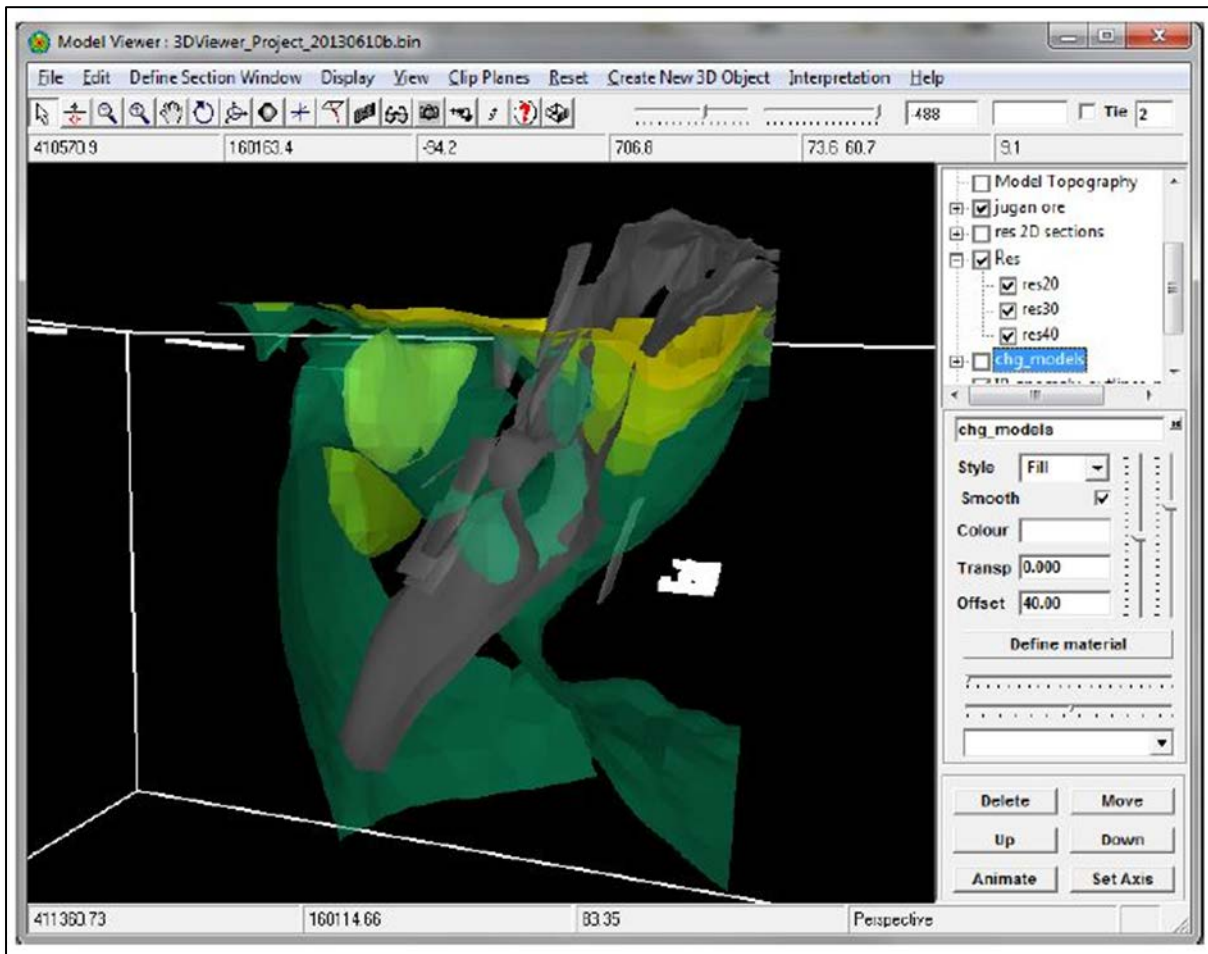 Model Viewer : 3DViewer_Project_20130610b.bin
File Edit Define Section Window Display View Clip Planes Reset Create New 3D Object Interpretation Help
-488 Tie 2
410570.9 160163.4 -94.2 706.8 73.6 60.7 9.1
Model Topography
jugan ore
res 2D sections
Res
res20
res30
res40
chg_models
chg_models
Style Fill
Smooth
Colour
Transp 0.000
Offset 40.00
Define material
Delete Move
Up Down
Animate Set Axis
411360.73 160114.66 83.35 Perspective